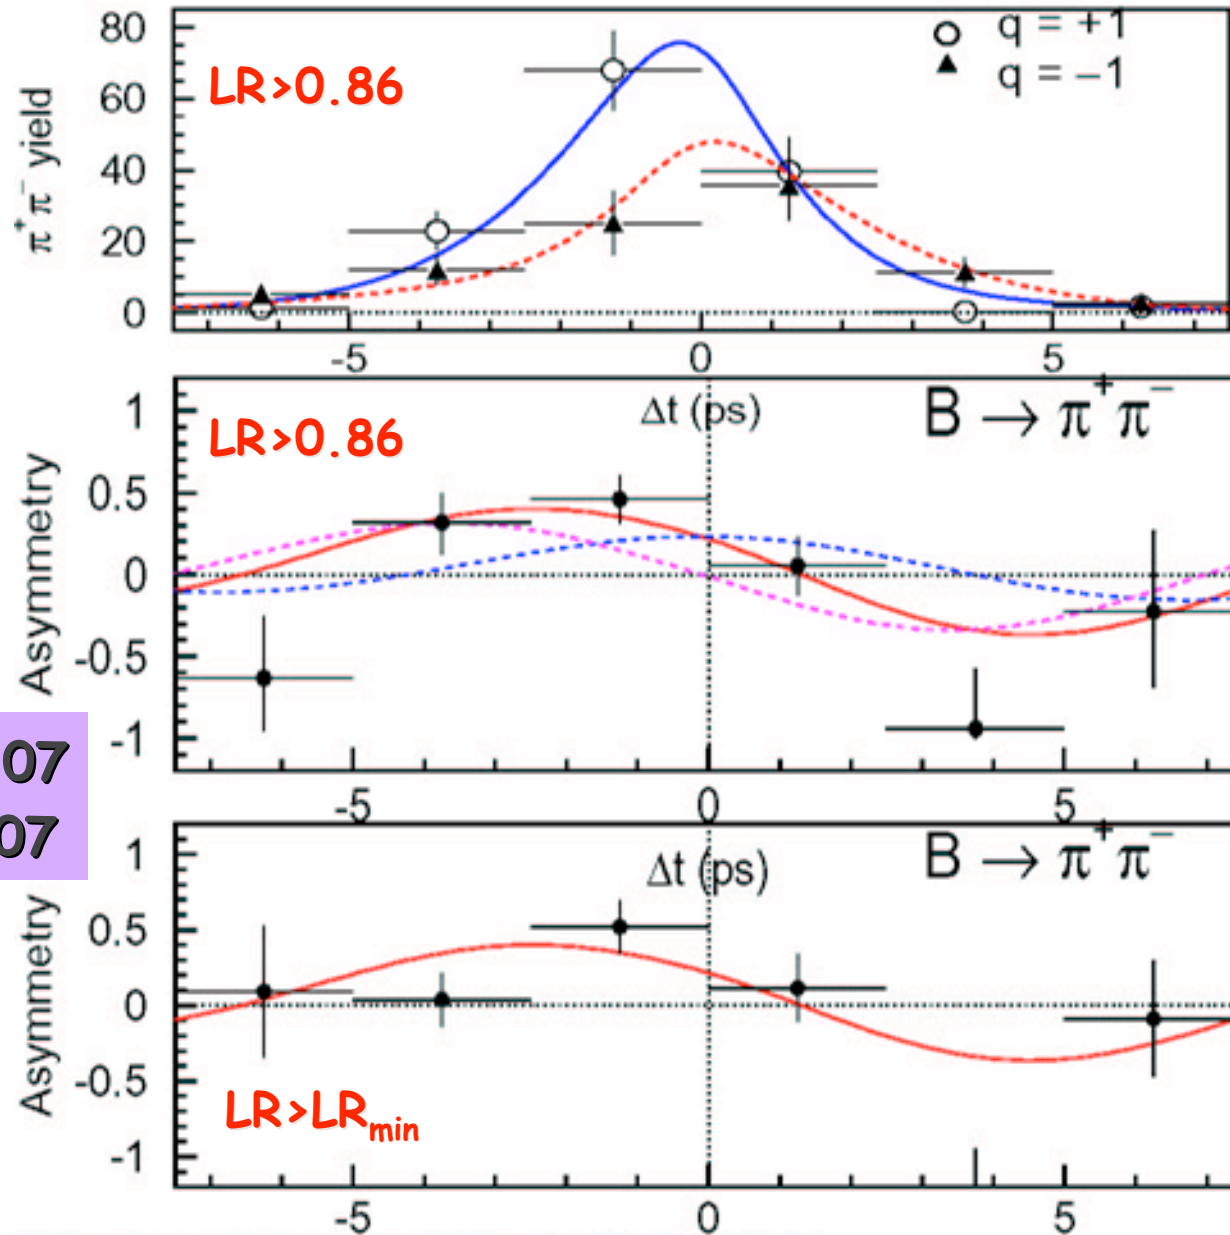 80
60
40
20
0
π⁺π⁻ yield
LR>0.86
q = +1
q = −1
-5 0 5
Δt (ps)
1
0.5
0
-0.5
-1
Asymmetry
LR>0.86
B → π⁺π⁻
07
07
-5 0 5
Δt (ps)
1
0.5
0
-0.5
-1
Asymmetry
B → π⁺π⁻
LR>LRmin
-5 0 5